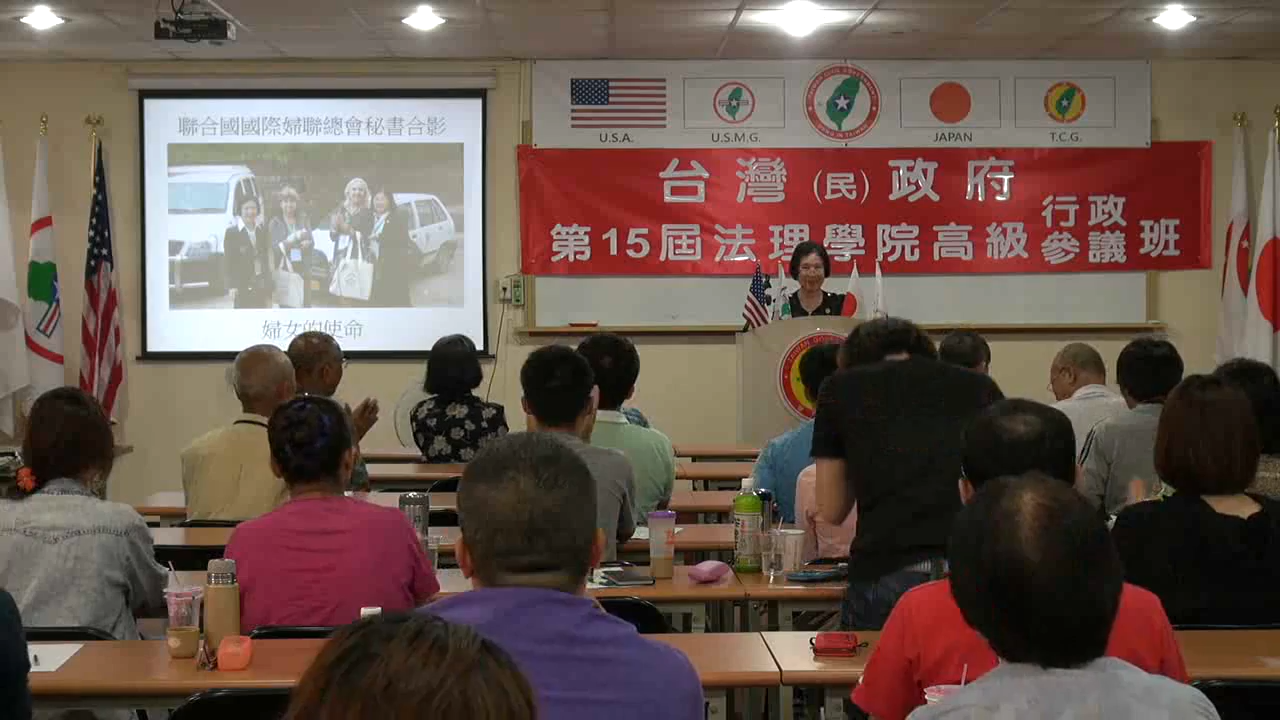 聯合國國際婦聯總會秘書合影
婦女的使命
U.S.A.
U.S.M.G.
JAPAN
T.C.G.
台灣(民)政府
第15屆法理學院高級行政參議班